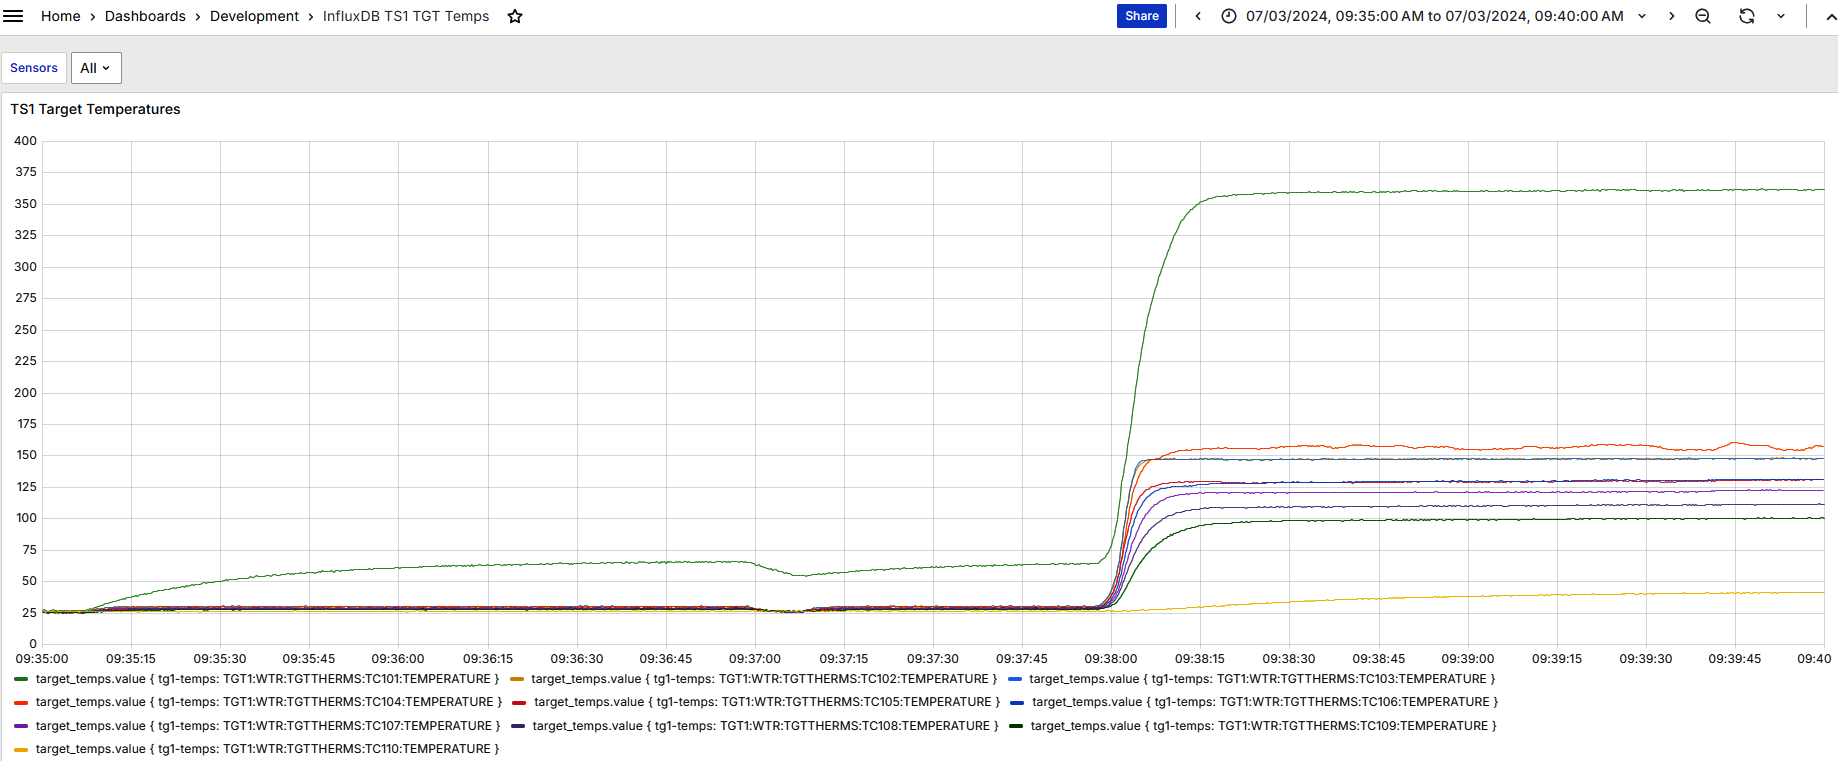 Home > Dashboards > Development > InfluxDB TS1 TGT Temps Share 07/03/2024, 09:35:00 AM to 07/03/2024, 09:40:00 AM
Sensors All
TS1 Target Temperatures
400
375
350
325
300
275
250
225
200
175
150
125
100
75
50
25
0
09:35:00 09:35:15 09:35:30 09:35:45 09:36:00 09:36:15 09:36:30 09:36:45 09:37:00 09:37:15 09:37:30 09:37:45 09:38:00 09:38:15 09:38:30 09:38:45 09:39:00 09:39:15 09:39:30 09:39:45 09:40
target_temps.value { tg1-temps: TGT1:WTR:TGTTHERMS:TC101:TEMPERATURE } target_temps.value { tg1-temps: TGT1:WTR:TGTTHERMS:TC102:TEMPERATURE } target_temps.value { tg1-temps: TGT1:WTR:TGTTHERMS:TC103:TEMPERATURE }
target_temps.value { tg1-temps: TGT1:WTR:TGTTHERMS:TC104:TEMPERATURE } target_temps.value { tg1-temps: TGT1:WTR:TGTTHERMS:TC105:TEMPERATURE } target_temps.value { tg1-temps: TGT1:WTR:TGTTHERMS:TC106:TEMPERATURE }
target_temps.value { tg1-temps: TGT1:WTR:TGTTHERMS:TC107:TEMPERATURE } target_temps.value { tg1-temps: TGT1:WTR:TGTTHERMS:TC108:TEMPERATURE } target_temps.value { tg1-temps: TGT1:WTR:TGTTHERMS:TC109:TEMPERATURE }
target_temps.value { tg1-temps: TGT1:WTR:TGTTHERMS:TC110:TEMPERATURE }